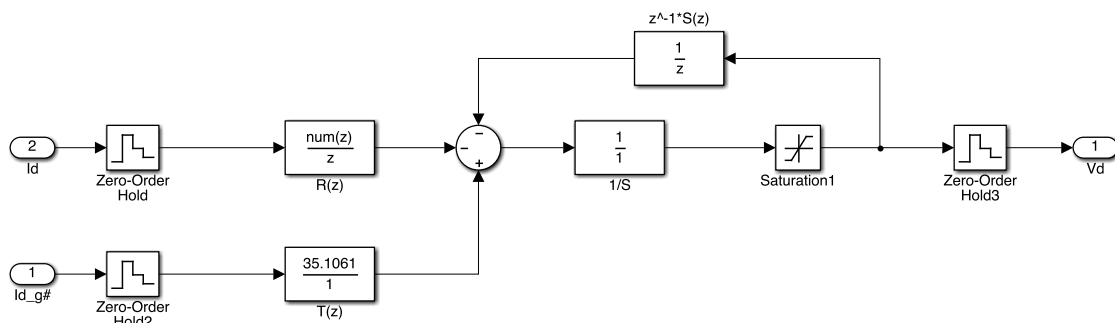 z^-1*S(z)
1
z
2
Id
Zero-Order
Hold
num(z)
z
R(z)
−
−
+
1
1
1/S
Saturation1
Zero-Order
Hold3
1
Vd
1
Id_g#
Zero-Order
Hold2
35.1061
1
T(z)